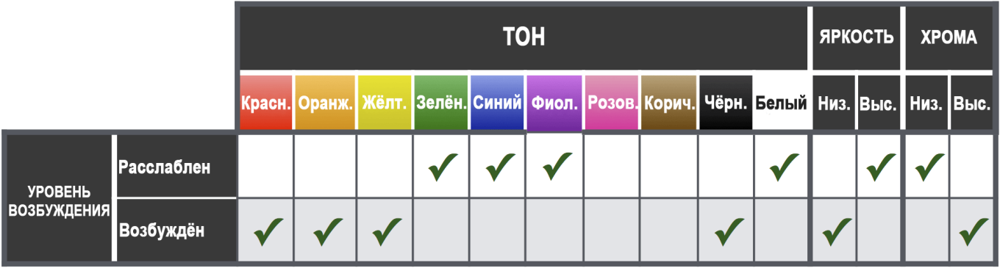 ТОН ЯРКОСТЬ ХРОМА
Красн. Оранж. Жёлт. Зелён. Синий Фиол. Розов. Корич. Чёрн. Белый Низ. Выс. Низ. Выс.
УРОВЕНЬ
ВОЗБУЖДЕНИЯ
Расслаблен
Возбуждён